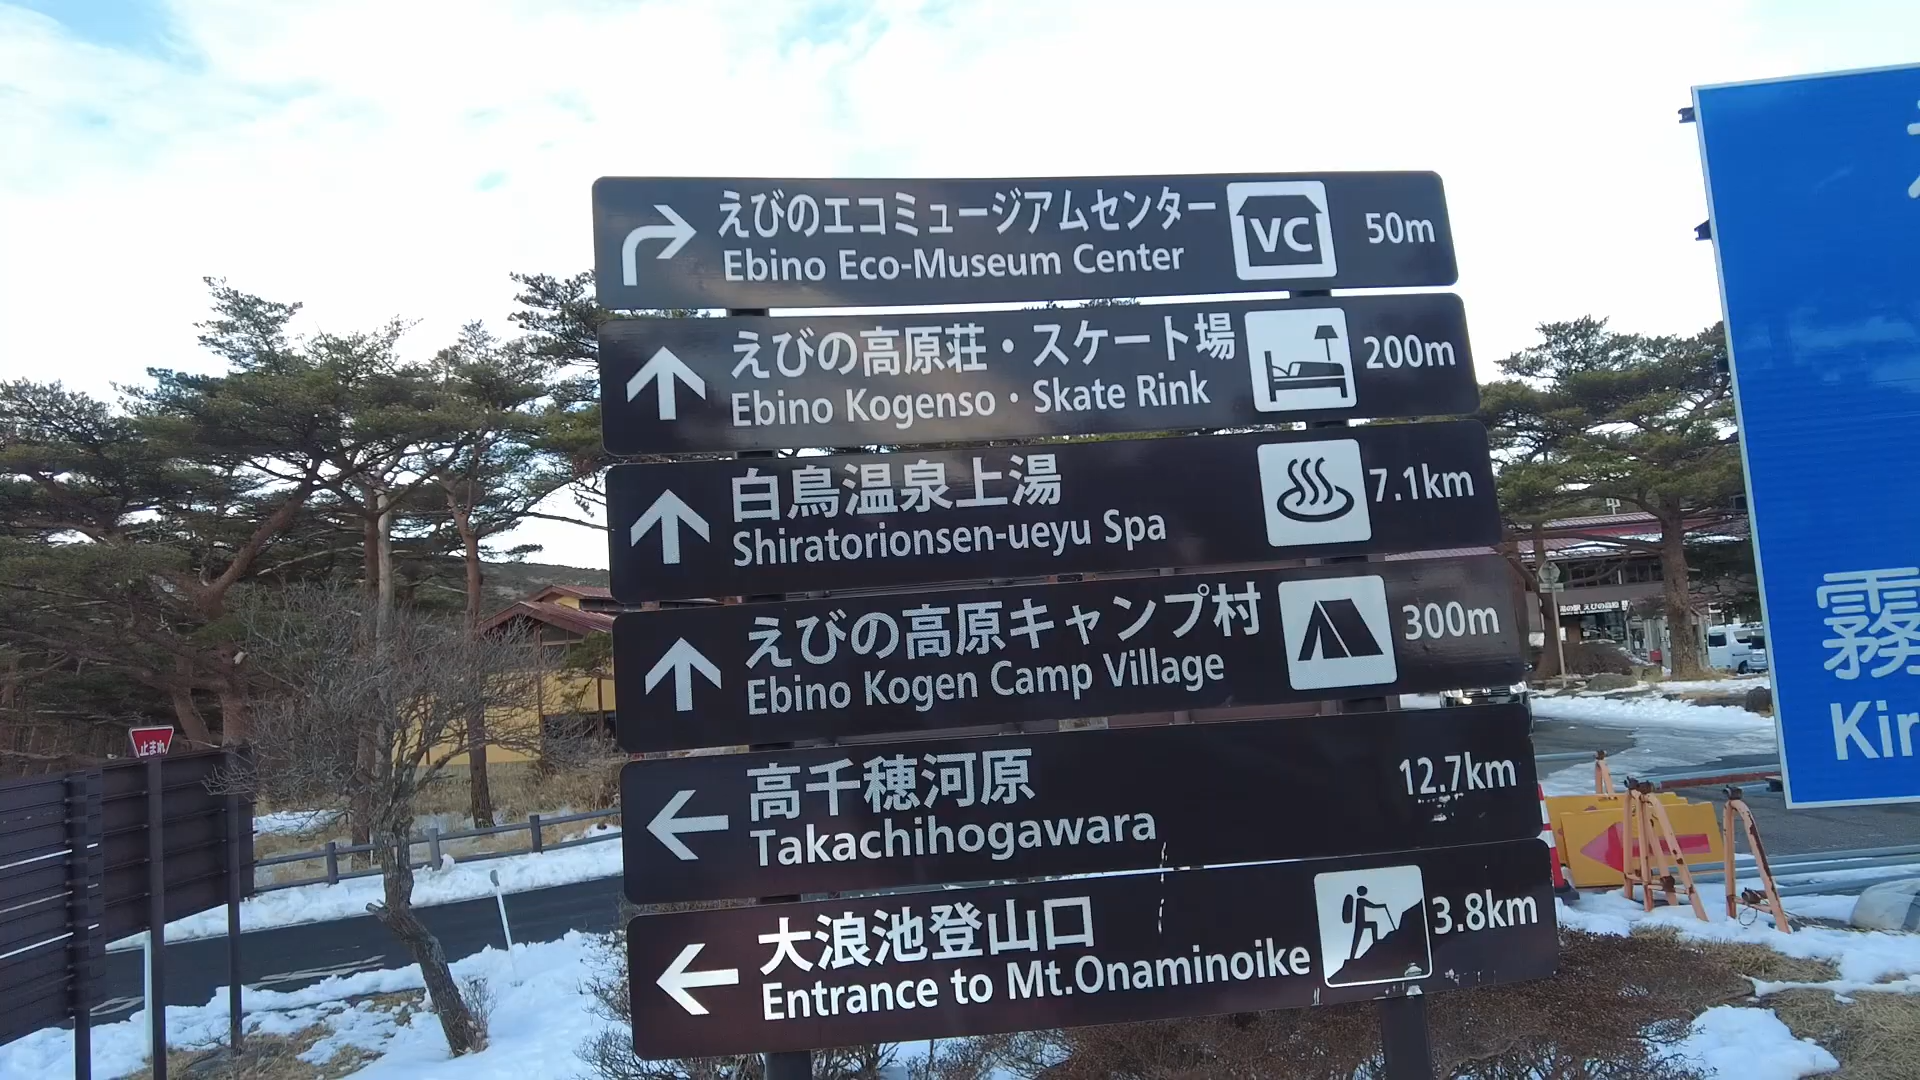 えびのエコミュージアムセンター
Ebino Eco-Museum Center
VC
50m
えびの高原荘・スケート場
Ebino Kogenso・Skate Rink
200m
白鳥温泉上湯
Shiratorionsen-ueyu Spa
7.1km
えびの高原キャンプ村
Ebino Kogen Camp Village
300m
高千穂河原
Takachihogawara
12.7km
大浪池登山口
Entrance to Mt.Onaminoike
3.8km
霧
Kir
止まれ